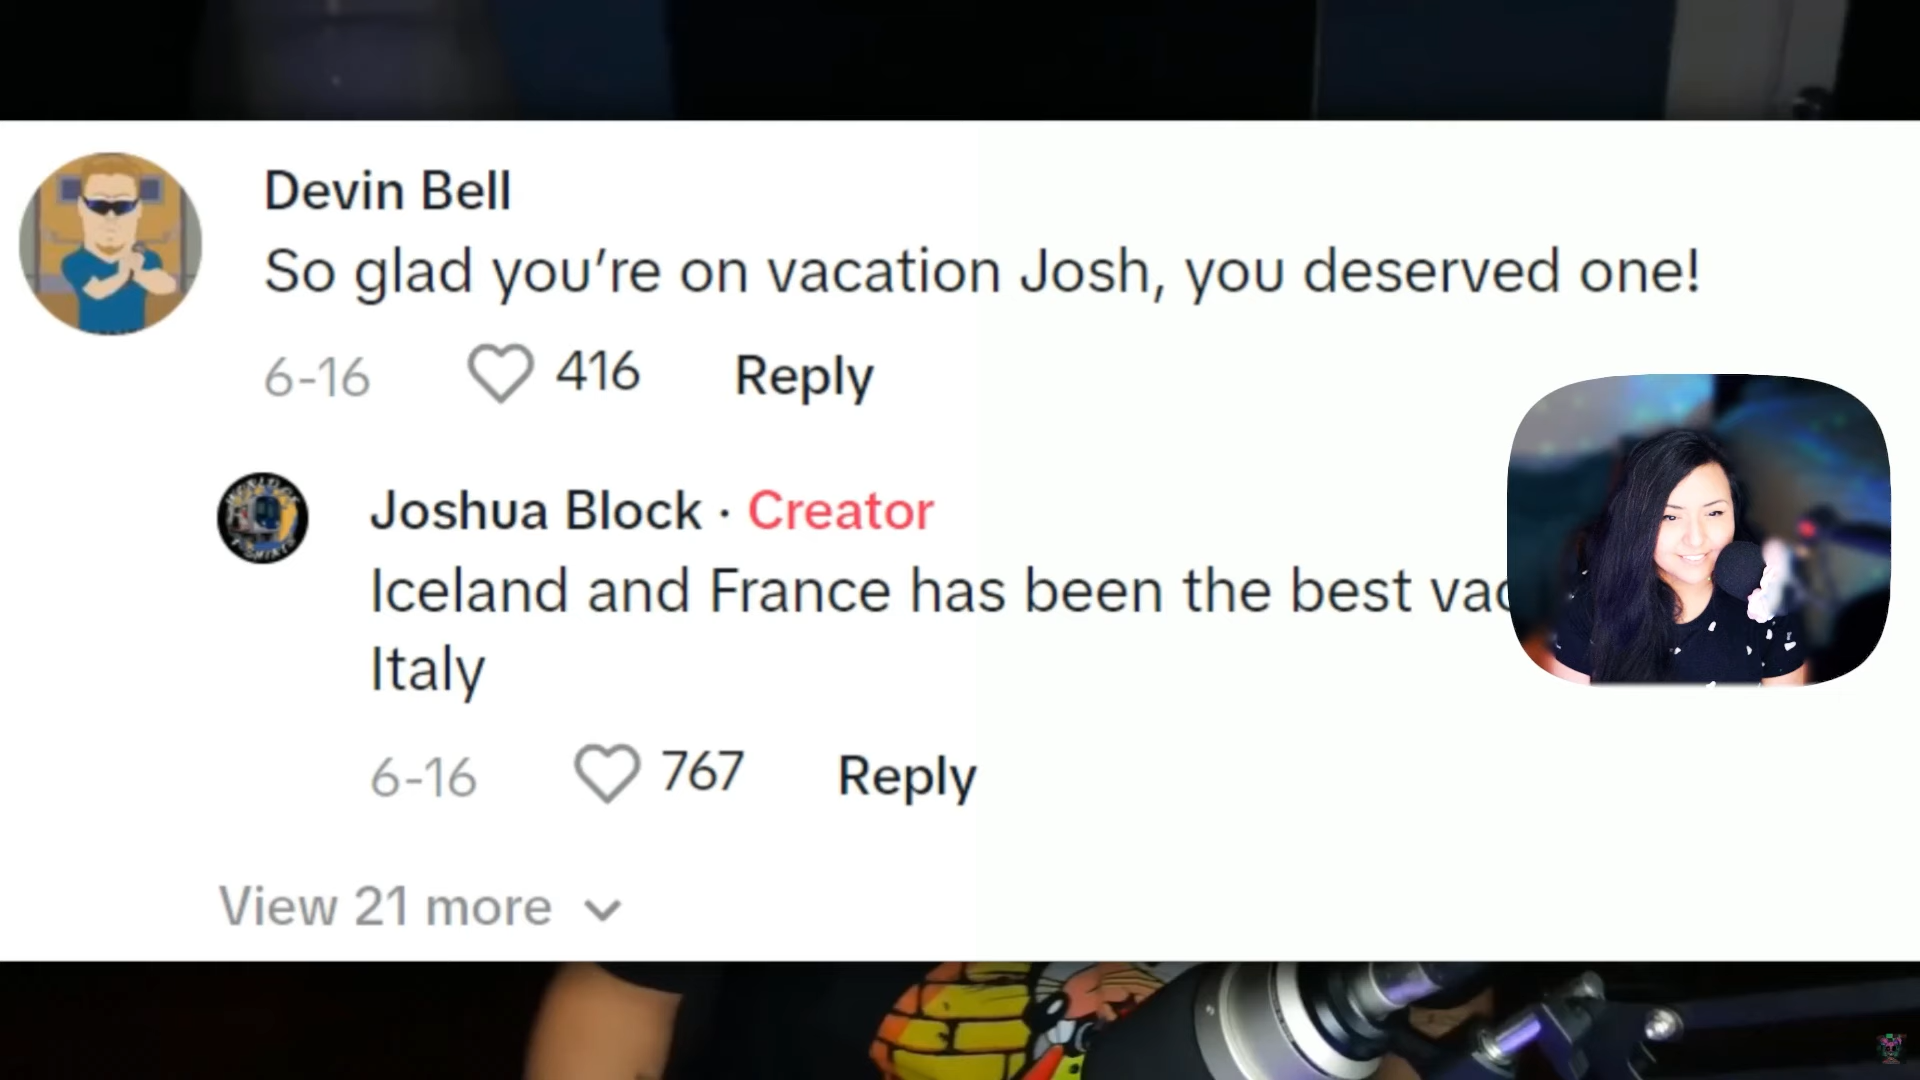 Devin Bell
So glad you’re on vacation Josh, you deserved one!
6-16 416 Reply
Joshua Block · Creator
Iceland and France has been the best
Italy
6-16 767 Reply
View 21 more